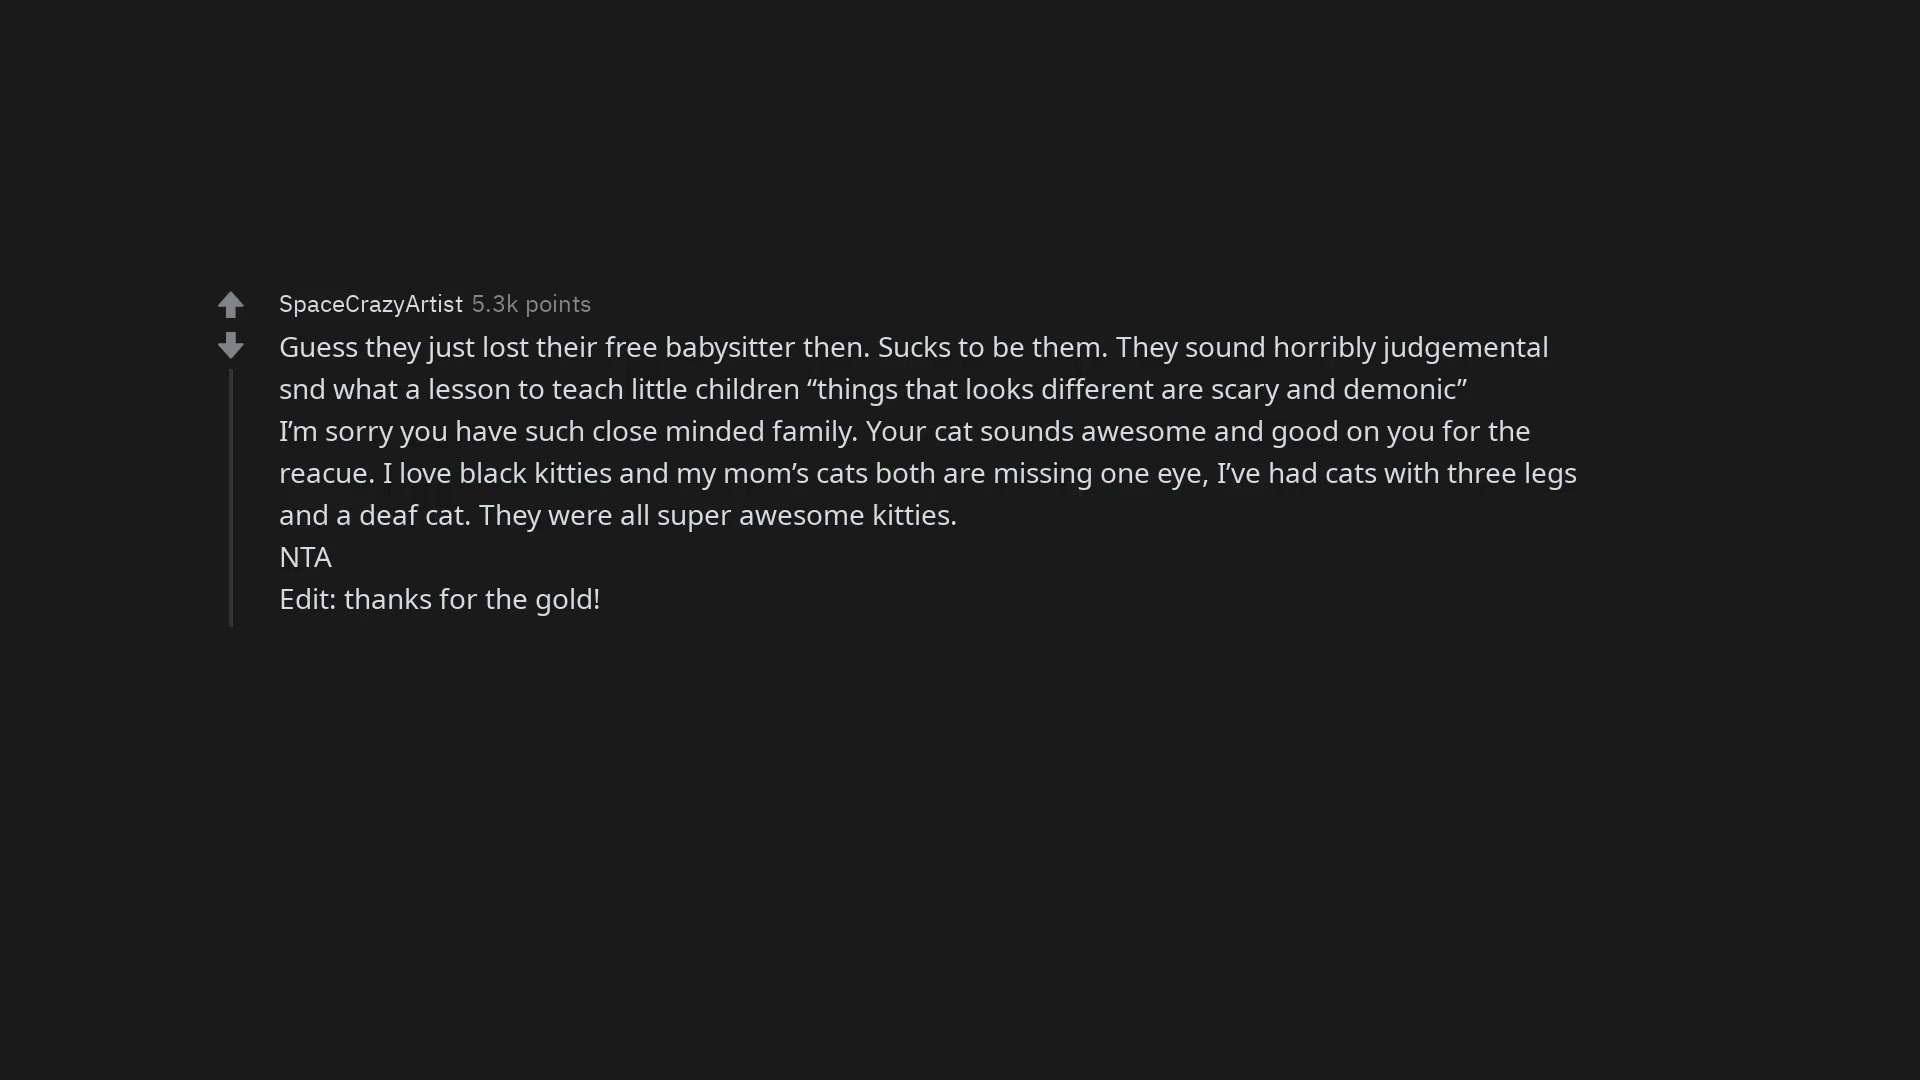 SpaceCrazyArtist 5.3k points
Guess they just lost their free babysitter then. Sucks to be them. They sound horribly judgemental
snd what a lesson to teach little children “things that looks different are scary and demonic”
I’m sorry you have such close minded family. Your cat sounds awesome and good on you for the
reacue. I love black kitties and my mom’s cats both are missing one eye, I’ve had cats with three legs
and a deaf cat. They were all super awesome kitties.
NTA
Edit: thanks for the gold!